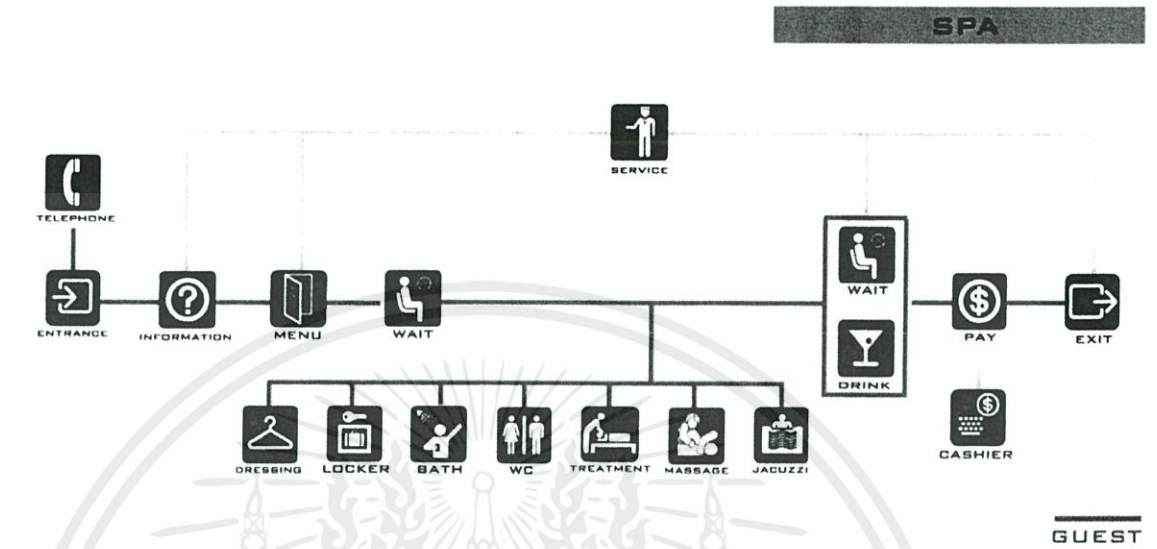 SPA
SERVICE
TELEPHONE
WAIT
ENTRANCE
INFORMATION
MENU
WAIT
PAY
EXIT
DRINK
DRESSING
LOCKER
BATH
WC
TREATMENT
MASSAGE
JACUZZI
CASHIER
GUEST